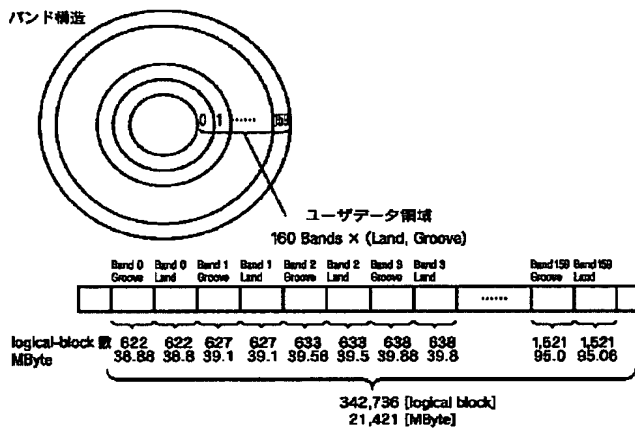 バンド構造
0 1 ······ 159
ユーザデータ領域
160 Bands × (Land, Groove)
Band 0 Groove Band 0 Land Band 1 Groove Band 1 Land Band 2 Groove Band 2 Land Band 3 Groove Band 3 Land Band 159 Groove Band 159 Land
······
logical-block 数 622 622 627 627 633 633 638 638 1,521 1,521
MByte 38.88 38.8 39.1 39.1 39.56 39.5 39.88 39.8 95.0 95.06
342,736 [logical block]
21,421 [MByte]